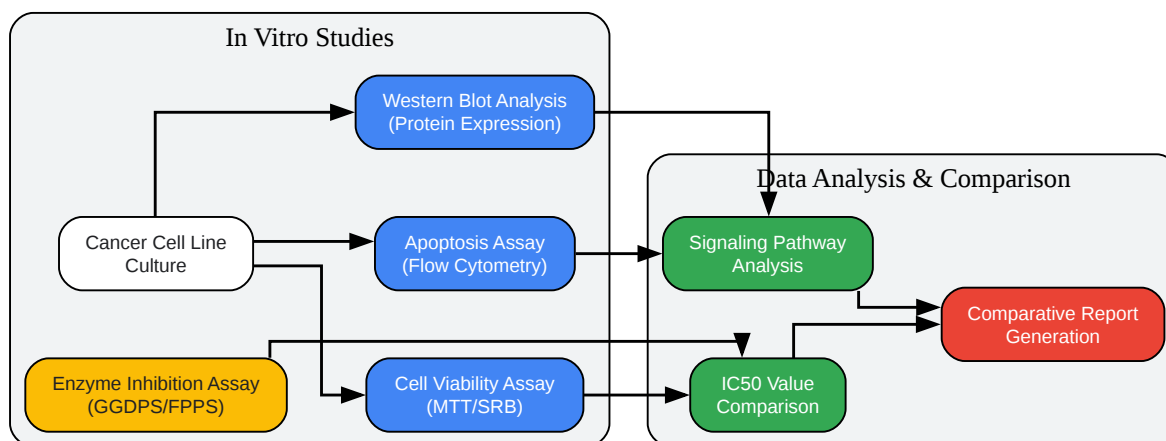 In Vitro Studies
Western Blot Analysis
(Protein Expression)
Data Analysis & Comparison
Cancer Cell Line
Culture
Apoptosis Assay
(Flow Cytometry)
Signaling Pathway
Analysis
Comparative Report
Generation
Enzyme Inhibition Assay
(GGDPS/FPPS)
Cell Viability Assay
(MTT/SRB)
IC50 Value
Comparison